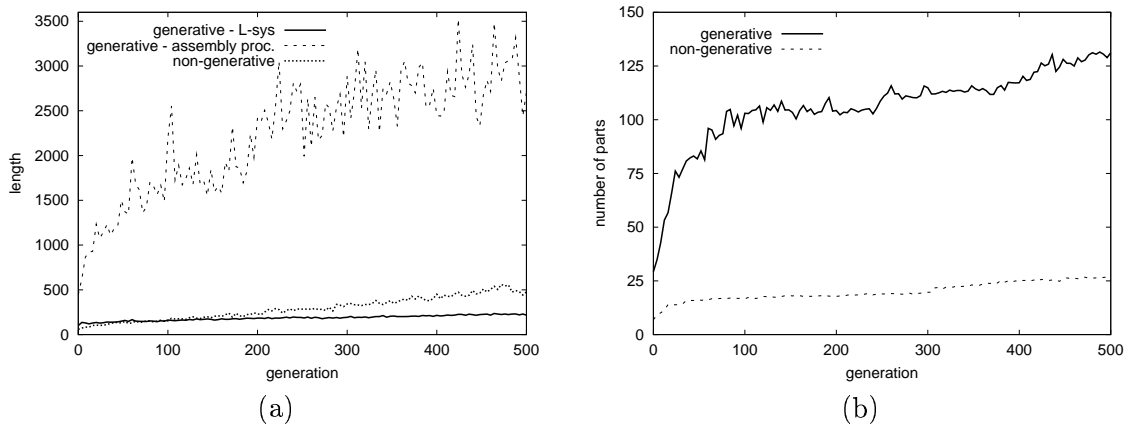 generative - L-sys
generative - assembly proc.
non-generative
3500
3000
2500
2000
1500
1000
500
0
length
0 100 200 300 400 500
generation
(a)
generative
non-generative
150
125
100
75
50
25
0
number of parts
0 100 200 300 400 500
generation
(b)